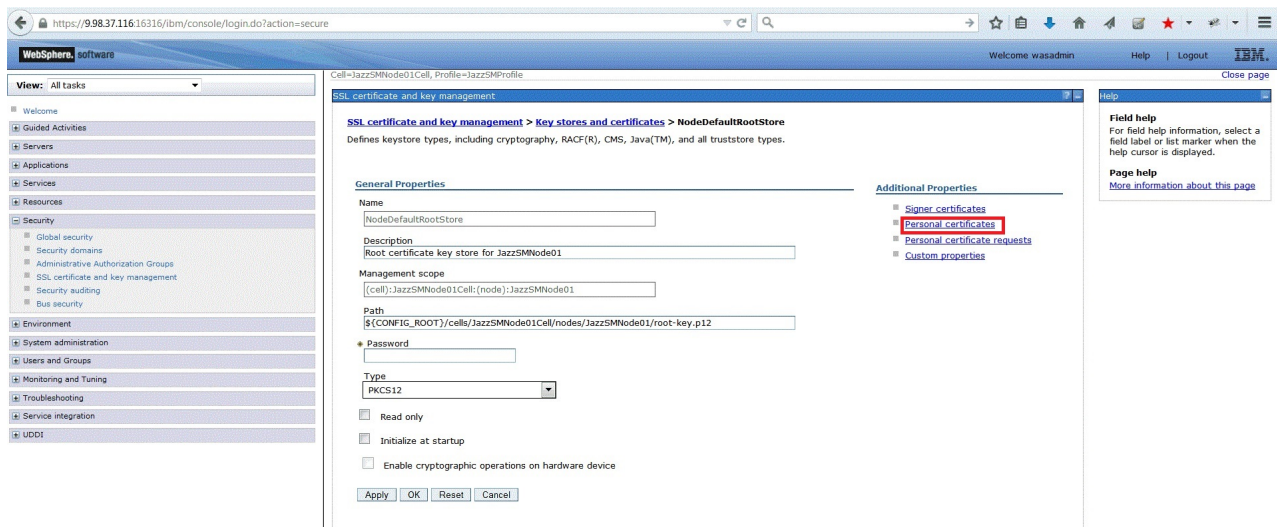 https://9.98.37.116:16316/ibm/console/login.do?action=secure
WebSphere. software
Welcome wasadmin
Help | Logout
IBM.
View: All tasks
Welcome
Guided Activities
Servers
Applications
Services
Resources
Security
Global security
Security domains
Administrative Authorization Groups
SSL certificate and key management
Security auditing
Bus security
Environment
System administration
Users and Groups
Monitoring and Tuning
Troubleshooting
Service integration
UDDI
Cell=JazzSMNode01Cell, Profile=JazzSMProfile
Close page
SSL certificate and key management
? -
SSL certificate and key management > Key stores and certificates > NodeDefaultRootStore
Defines keystore types, including cryptography, RACF(R), CMS, Java(TM), and all truststore types.
General Properties
Name
NodeDefaultRootStore
Description
Root certificate key store for JazzSMNode01
Management scope
(cell):JazzSMNode01Cell:(node):JazzSMNode01
Path
${CONFIG_ROOT}/cells/JazzSMNode01Cell/nodes/JazzSMNode01/root-key.p12
Password
Type
PKCS12
Read only
Initialize at startup
Enable cryptographic operations on hardware device
Apply OK Reset Cancel
Additional Properties
Signer certificates
Personal certificates
Personal certificate requests
Custom properties
Help
Field help
For field help information, select a
field label or list marker when the
help cursor is displayed.
Page help
More information about this page